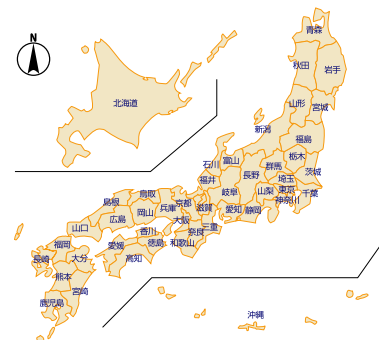 N
北海道
青森
秋田
岩手
山形
宮城
新潟
福島
栃木
石川
富山
群馬
茨城
長野
埼玉
福井
岐阜
山梨
東京
千葉
神奈川
愛知
静岡
滋賀
三重
鳥取
島根
京都
兵庫
岡山
広島
大阪
奈良
山口
香川
和歌山
愛媛
徳島
高知
福岡
大分
長崎
熊本
宮崎
鹿児島
沖縄